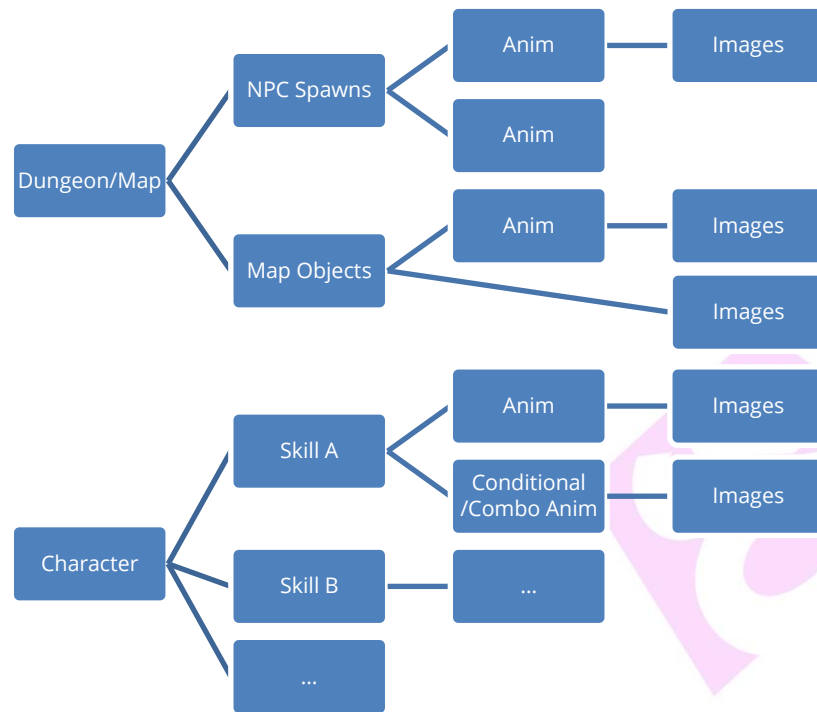 Anim
Images
NPC Spawns
Anim
Dungeon/Map
Anim
Images
Map Objects
Images
Anim
Images
Skill A
Conditional
/Combo Anim
Images
Character
Skill B
...
...